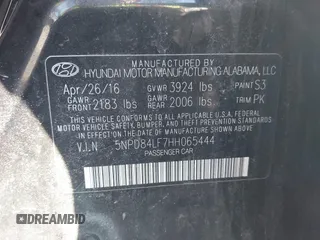 MANUFACTURED BY
HYUNDAI MOTOR MANUFACTURING ALABAMA, LLC
Apr/26/16 GVWR 3924 lbs PAINT S3
GAWR FRONT 2183 lbs GAWR REAR 2006 lbs TRIM PK
THIS VEHICLE CONFORMS TO ALL APPLICABLE U.S. FEDERAL MOTOR VEHICLE
SAFETY, BUMPER, AND THEFT PREVENTION STANDARDS IN EFFECT ON THE DATE OF MANUFACTURE SHOWN ABOVE.
V.I.N. 5NPD84LF7HH065444
PASSENGER CAR
DREAMBID